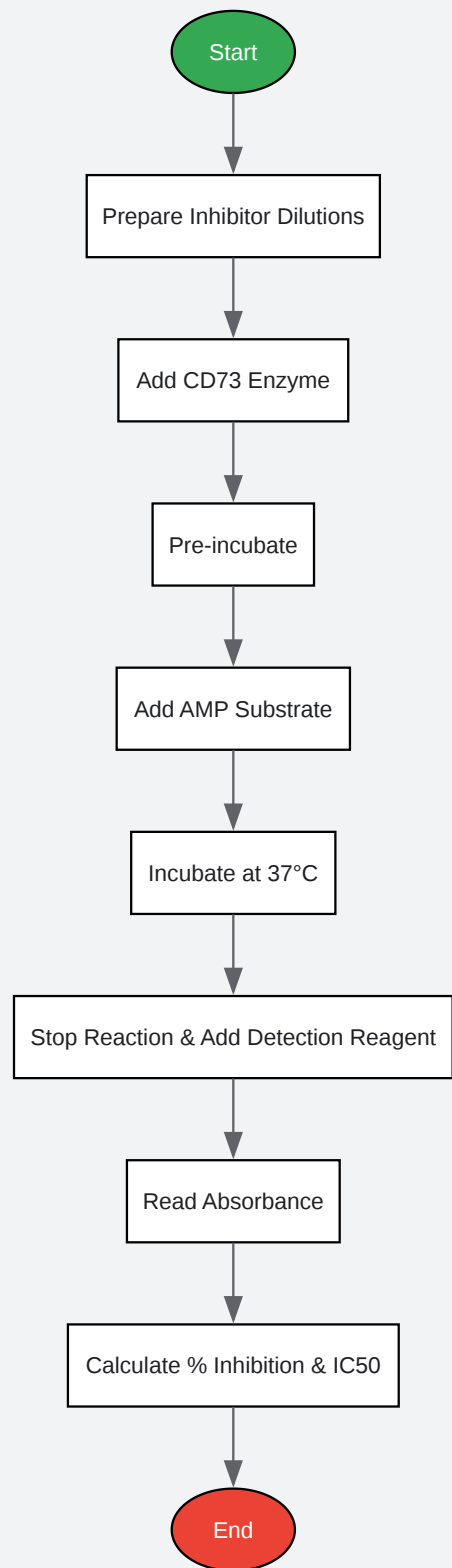 Start
Prepare Inhibitor Dilutions
Add CD73 Enzyme
Pre-incubate
Add AMP Substrate
Incubate at 37°C
Stop Reaction & Add Detection Reagent
Read Absorbance
Calculate % Inhibition & IC50
End